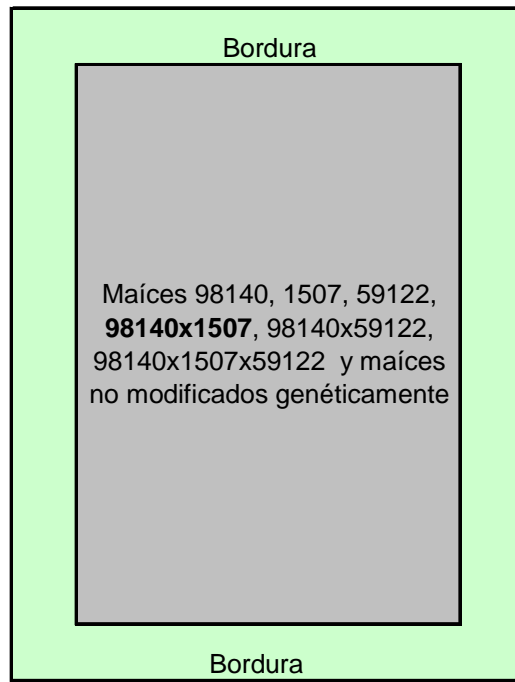 Bordura
Maíces 98140, 1507, 59122,
98140x1507, 98140x59122,
98140x1507x59122 y maíces
no modificados genéticamente
Bordura